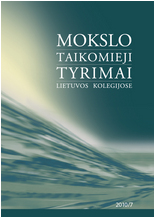 MOKSLO
TAIKOMIEJI
TYRIMAI
LIETUVOS KOLEGIJOSE
2010/7